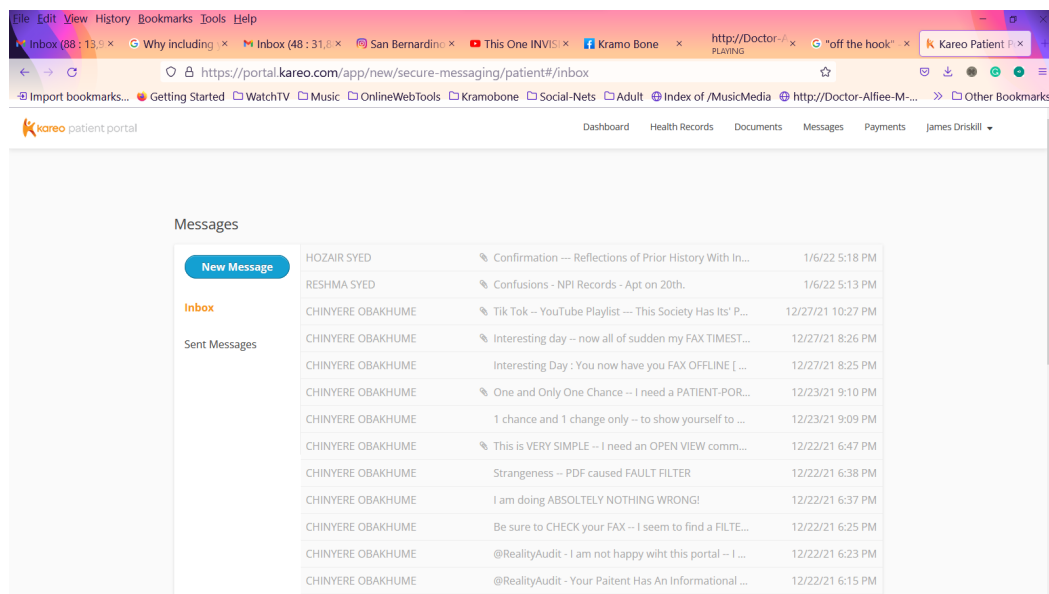 File Edit View History Bookmarks Tools Help
Inbox (88 : 13,9 Why including y Inbox (48 : 31,8 San Bernardino This One INVISI Kramo Bone http://Doctor-A PLAYING "off the hook" - Kareo Patient P
https://portal.kareo.com/app/new/secure-messaging/patient#/inbox
Import bookmarks... Getting Started WatchTV Music OnlineWebTools Kramobone Social-Nets Adult Index of /MusicMedia http://Doctor-Alfiee-M-... Other Bookmarks
kareo patient portal Dashboard Health Records Documents Messages Payments James Driskill
Messages
New Message
Inbox
Sent Messages
HOZAIR SYED Confirmation --- Reflections of Prior History With In... 1/6/22 5:18 PM
RESHMA SYED Confusions - NPI Records - Apt on 20th. 1/6/22 5:13 PM
CHINYERE OBAKHUME Tik Tok -- YouTube Playlist --- This Society Has Its' P... 12/27/21 10:27 PM
CHINYERE OBAKHUME Interesting day -- now all of sudden my FAX TIMEST... 12/27/21 8:26 PM
CHINYERE OBAKHUME Interesting Day : You now have you FAX OFFLINE [ ... 12/27/21 8:25 PM
CHINYERE OBAKHUME One and Only One Chance -- I need a PATIENT-POR... 12/23/21 9:10 PM
CHINYERE OBAKHUME 1 chance and 1 change only -- to show yourself to ... 12/23/21 9:09 PM
CHINYERE OBAKHUME This is VERY SIMPLE -- I need an OPEN VIEW comm... 12/22/21 6:47 PM
CHINYERE OBAKHUME Strangeness -- PDF caused FAULT FILTER 12/22/21 6:38 PM
CHINYERE OBAKHUME I am doing ABSOLTELY NOTHING WRONG! 12/22/21 6:37 PM
CHINYERE OBAKHUME Be sure to CHECK your FAX -- I seem to find a FILTE... 12/22/21 6:25 PM
CHINYERE OBAKHUME @RealityAudit - I am not happy wiht this portal -- I ... 12/22/21 6:23 PM
CHINYERE OBAKHUME @RealityAudit - Your Paitent Has An Informational ... 12/22/21 6:15 PM